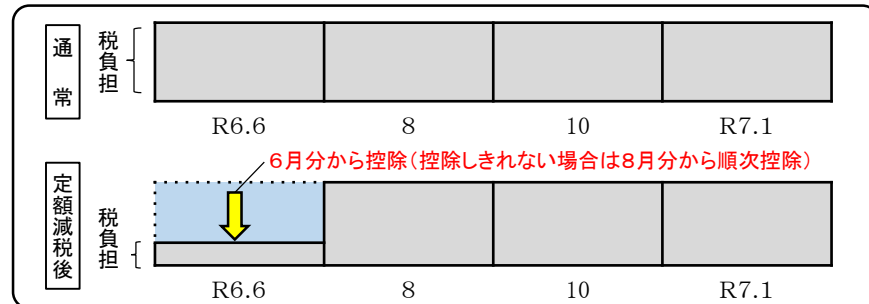 通常
税負担
R6.6 8 10 R7.1
6月分から控除(控除しきれない場合は8月分から順次控除)
定額減税後
税負担
R6.6 8 10 R7.1